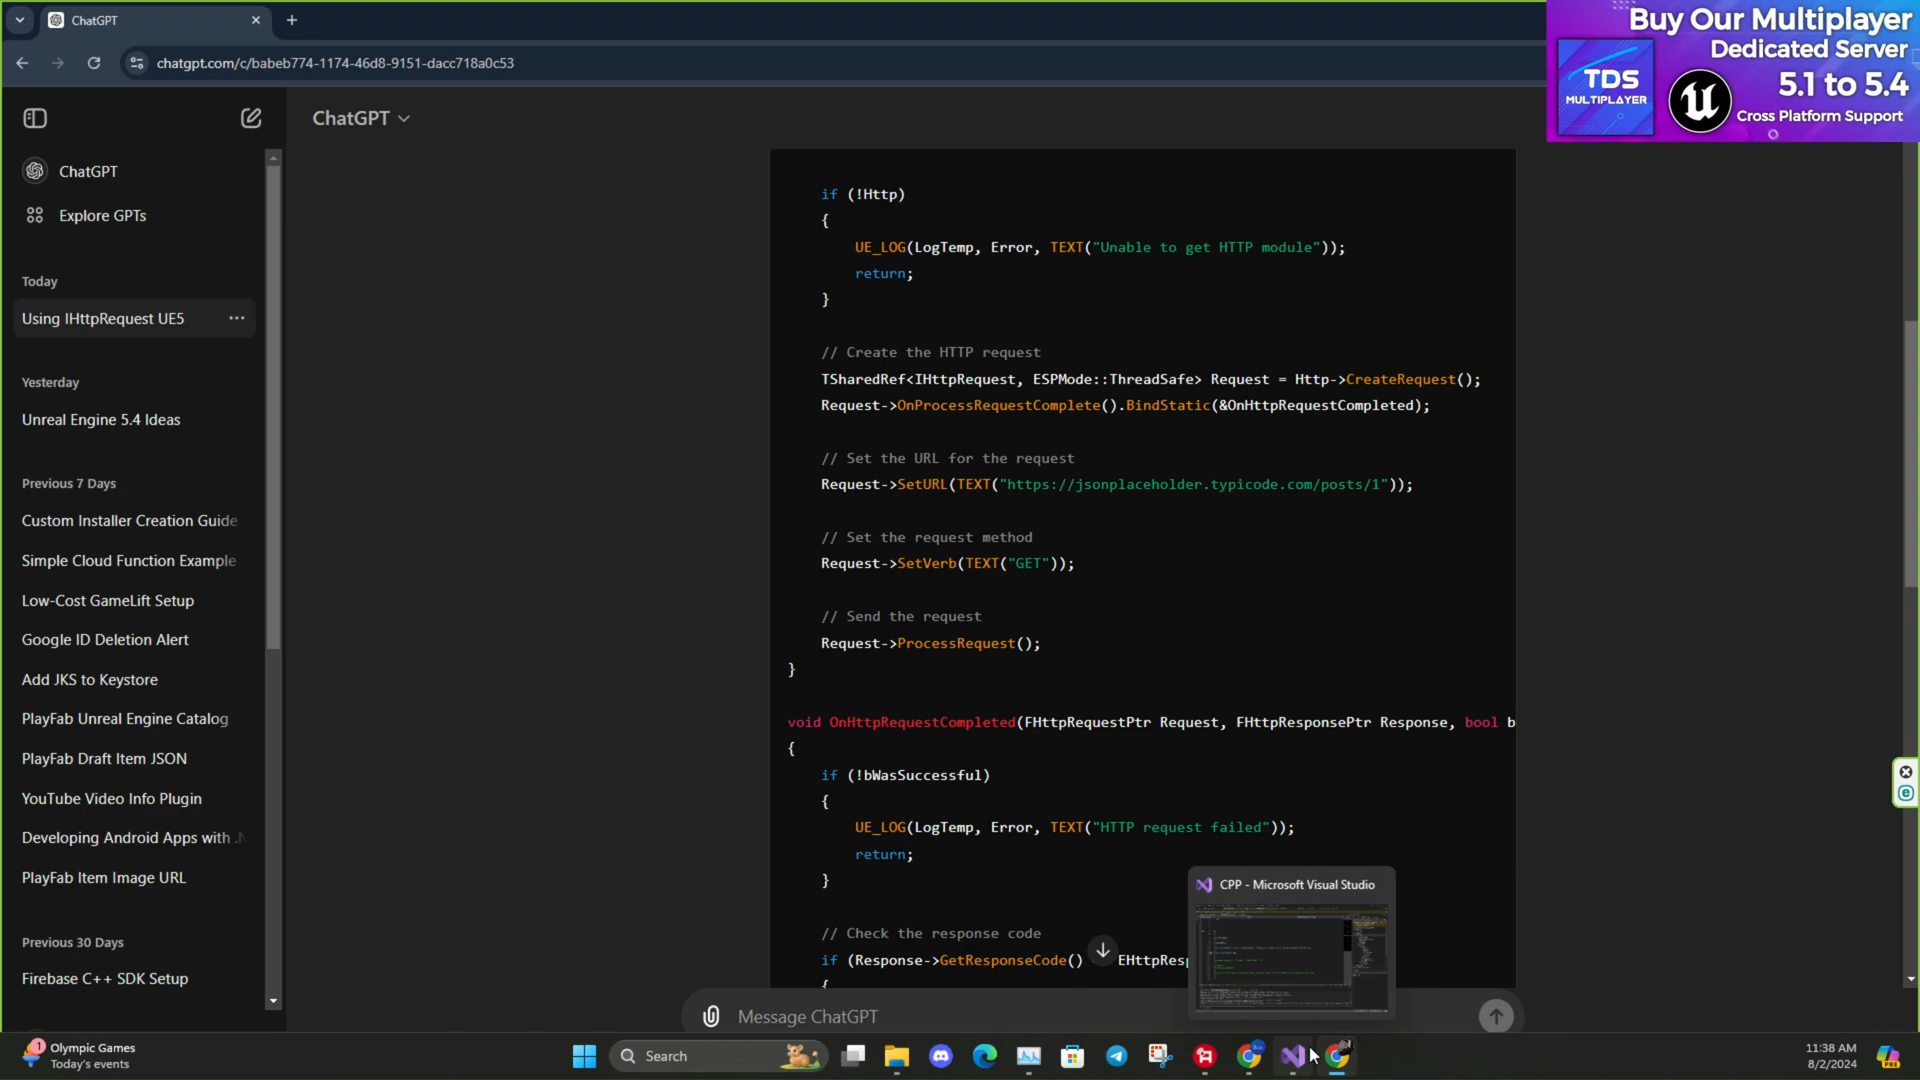 ChatGPT
chatgpt.com/c/babeb774-1174-46d8-9151-dacc718a0c53
Buy Our Multiplayer
Dedicated Server
5.1 to 5.4
Cross Platform Support
TDS
MULTIPLAYER
ChatGPT
ChatGPT
Explore GPTs
Today
Using IHttpRequest UE5
Yesterday
Unreal Engine 5.4 Ideas
Previous 7 Days
Custom Installer Creation Guide
Simple Cloud Function Example
Low-Cost GameLift Setup
Google ID Deletion Alert
Add JKS to Keystore
PlayFab Unreal Engine Catalog
PlayFab Draft Item JSON
YouTube Video Info Plugin
Developing Android Apps with .N
PlayFab Item Image URL
Previous 30 Days
Firebase C++ SDK Setup
if (!Http)
{
UE_LOG(LogTemp, Error, TEXT("Unable to get HTTP module"));
return;
}
// Create the HTTP request
TSharedRef<IHttpRequest, ESPMode::ThreadSafe> Request = Http->CreateRequest();
Request->OnProcessRequestComplete().BindStatic(&OnHttpRequestCompleted);
// Set the URL for the request
Request->SetURL(TEXT("https://jsonplaceholder.typicode.com/posts/1"));
// Set the request method
Request->SetVerb(TEXT("GET"));
// Send the request
Request->ProcessRequest();
}
void OnHttpRequestCompleted(FHttpRequestPtr Request, FHttpResponsePtr Response, bool b
{
if (!bWasSuccessful)
{
UE_LOG(LogTemp, Error, TEXT("HTTP request failed"));
return;
}
// Check the response code
if (Response->GetResponseCode() EHttpResp
{
CPP - Microsoft Visual Studio
Message ChatGPT
1
Olympic Games
Today's events
Search
11:38 AM
8/2/2024